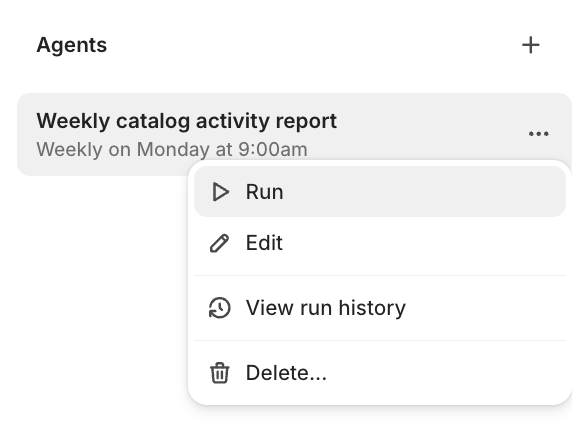 Agents
Weekly catalog activity report
Weekly on Monday at 9:00am
Run
Edit
View run history
Delete...